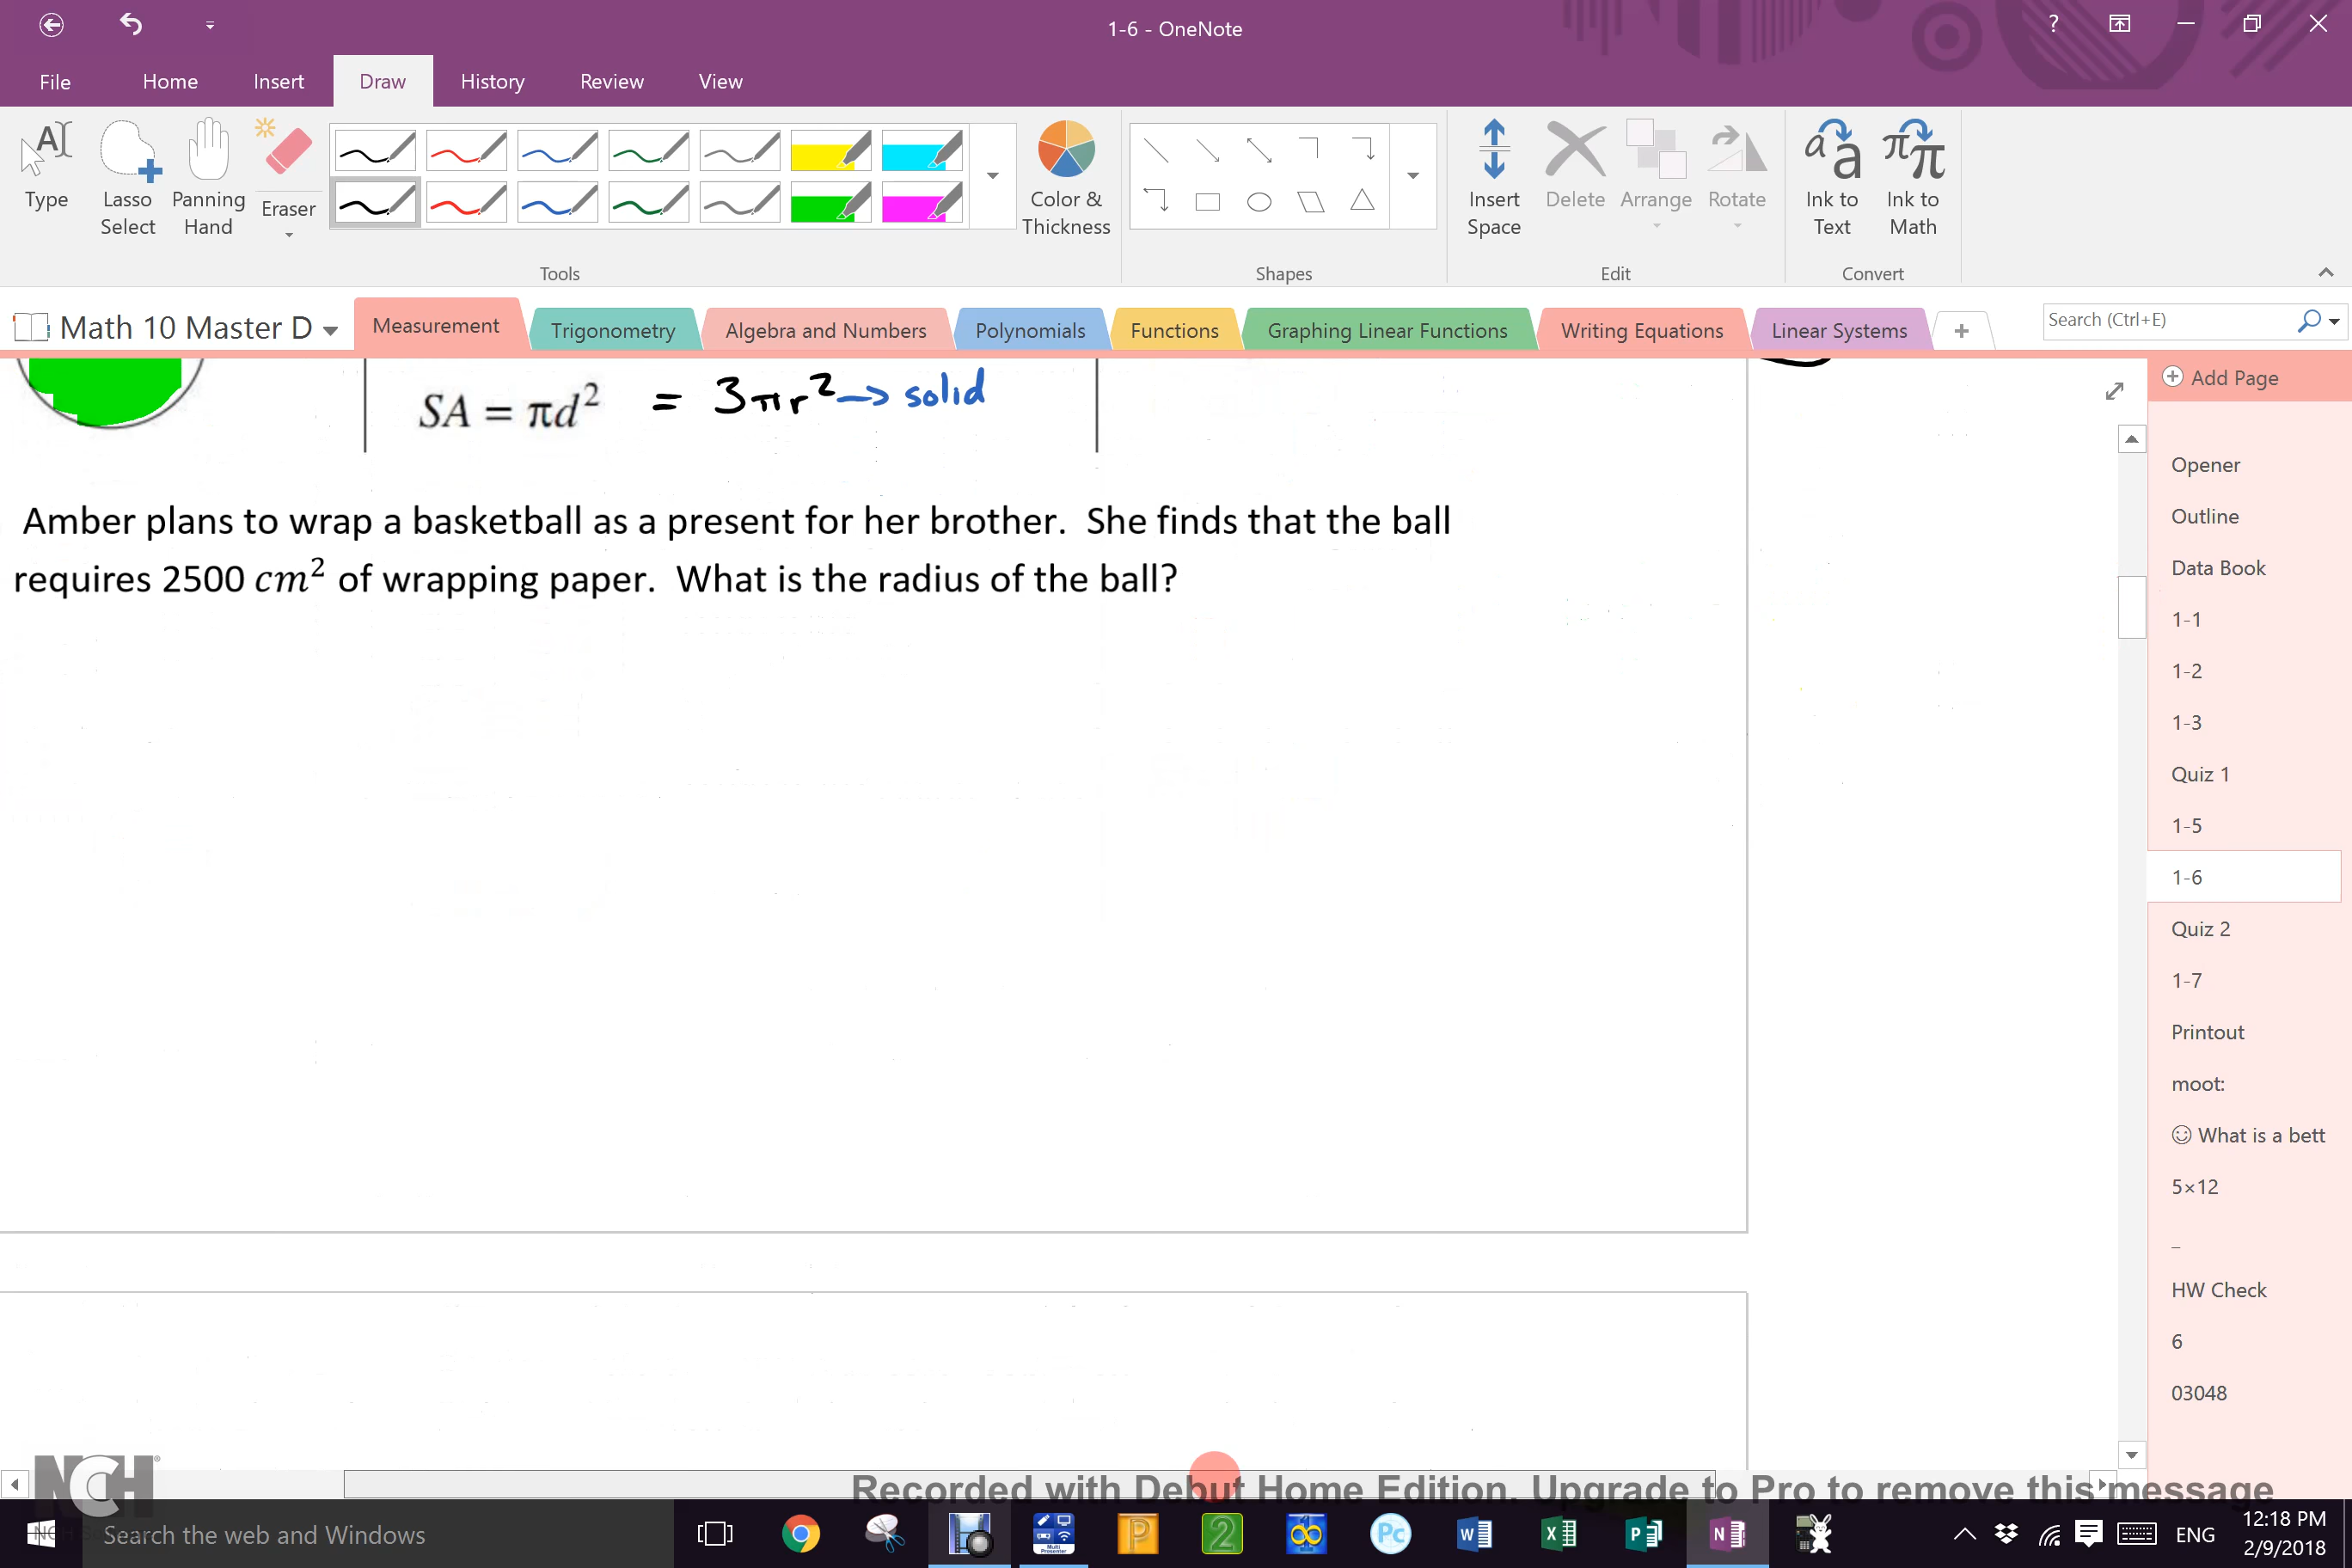 1-6 - OneNote
?
File Home Insert Draw History Review View
Type
Lasso Select
Panning Hand
Eraser
Color & Thickness
Insert Space
Delete
Arrange
Rotate
Ink to Text
Ink to Math
Tools
Shapes
Edit
Convert
Math 10 Master D
Measurement Trigonometry Algebra and Numbers Polynomials Functions Graphing Linear Functions Writing Equations Linear Systems +
Search (Ctrl+E)
SA = πd² = 3πr² → solid
Amber plans to wrap a basketball as a present for her brother. She finds that the ball
requires 2500 cm² of wrapping paper. What is the radius of the ball?
Add Page
Opener
Outline
Data Book
1-1
1-2
1-3
Quiz 1
1-5
1-6
Quiz 2
1-7
Printout
moot:
☺ What is a bett
5×12
_
HW Check
6
03048
NCH
Recorded with Debut Home Edition. Upgrade to Pro to remove this message
Search the web and Windows
ENG
12:18 PM
2/9/2018